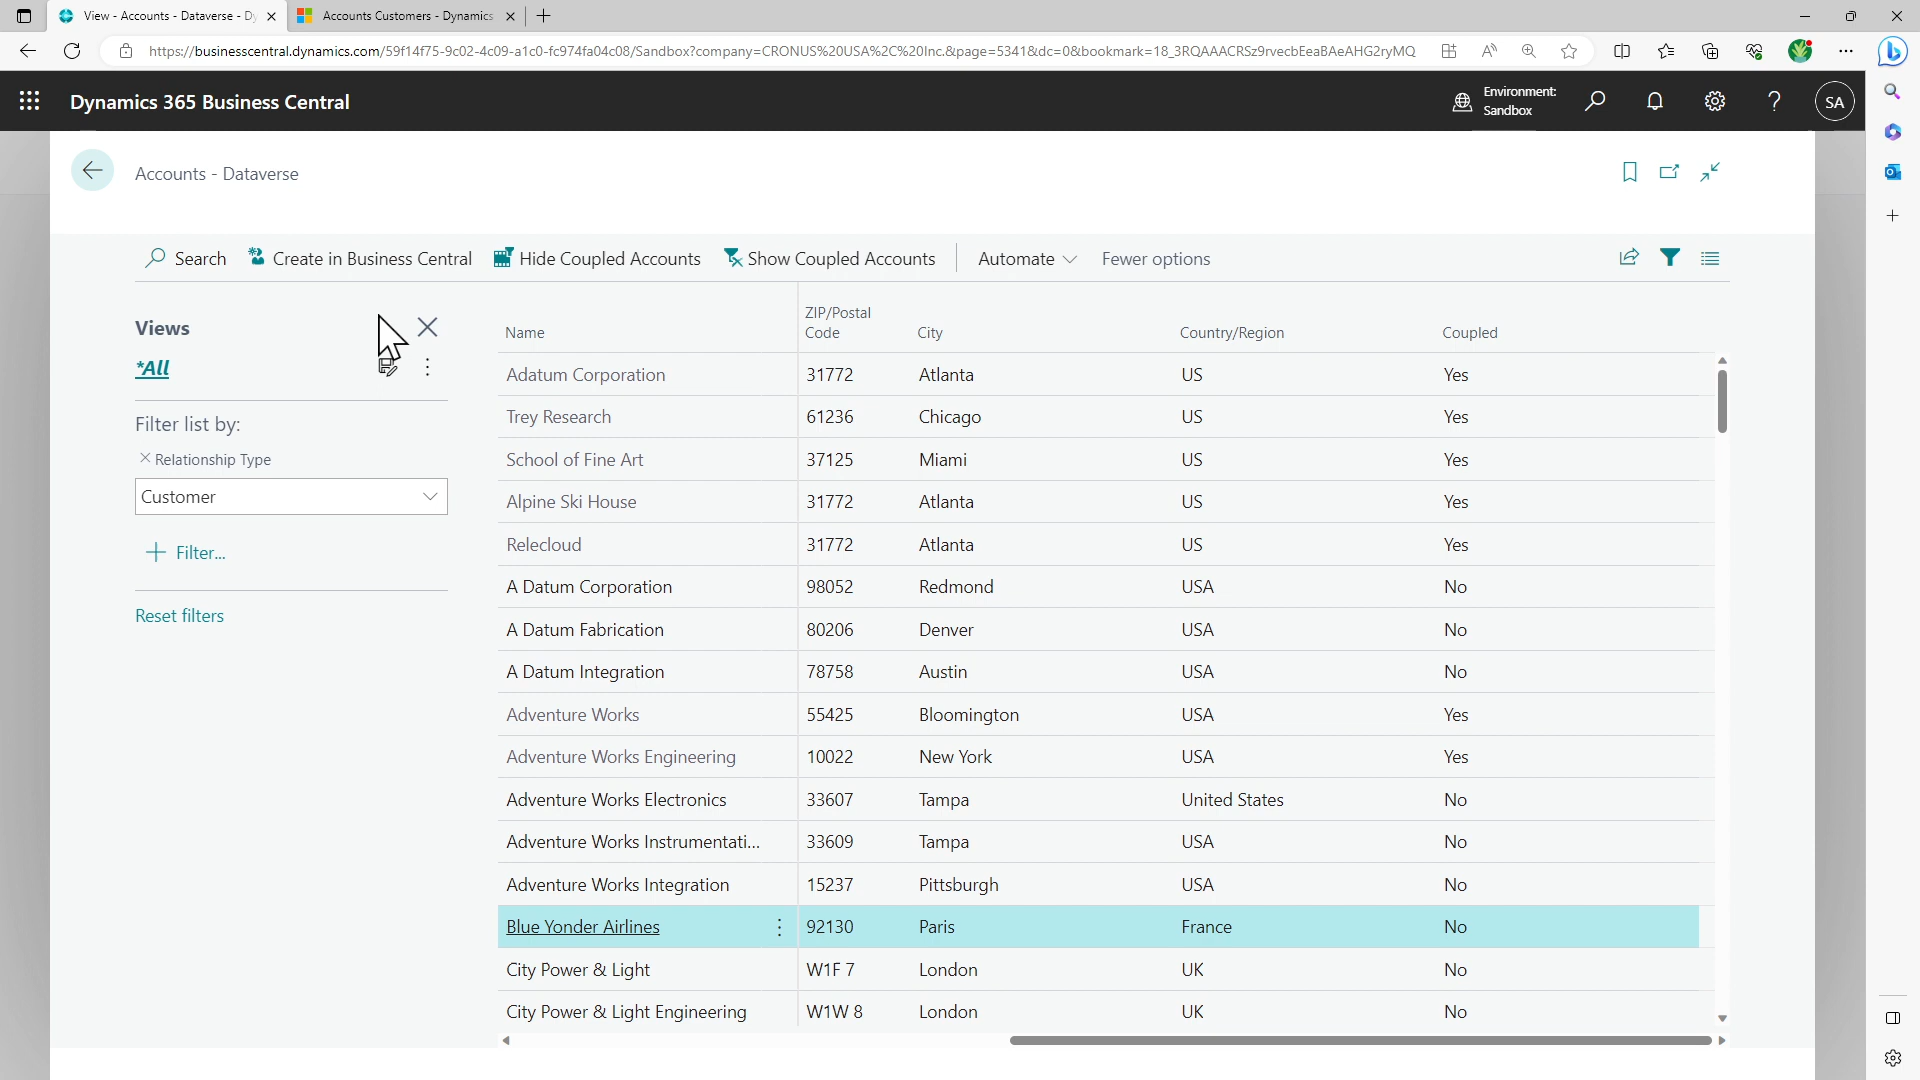 View - Accounts - Dataverse - Dy
Accounts Customers - Dynamics
https://businesscentral.dynamics.com/59f14f75-9c02-4c09-a1c0-fc974fa04c08/Sandbox?company=CRONUS%20USA%2C%20Inc.&page=5341&dc=0&bookmark=18_3RQAAACRSz9rvecbEeaBAeAHG2ryMQ
Dynamics 365 Business Central
Environment:
Sandbox
SA
Accounts - Dataverse
Search
Create in Business Central
Hide Coupled Accounts
Show Coupled Accounts
Automate
Fewer options
Views
*All
Filter list by:
Relationship Type
Customer
Filter...
Reset filters
Name ZIP/Postal Code City Country/Region Coupled
Adatum Corporation 31772 Atlanta US Yes
Trey Research 61236 Chicago US Yes
School of Fine Art 37125 Miami US Yes
Alpine Ski House 31772 Atlanta US Yes
Relecloud 31772 Atlanta US Yes
A Datum Corporation 98052 Redmond USA No
A Datum Fabrication 80206 Denver USA No
A Datum Integration 78758 Austin USA No
Adventure Works 55425 Bloomington USA Yes
Adventure Works Engineering 10022 New York USA Yes
Adventure Works Electronics 33607 Tampa United States No
Adventure Works Instrumentati... 33609 Tampa USA No
Adventure Works Integration 15237 Pittsburgh USA No
Blue Yonder Airlines 92130 Paris France No
City Power & Light W1F 7 London UK No
City Power & Light Engineering W1W 8 London UK No